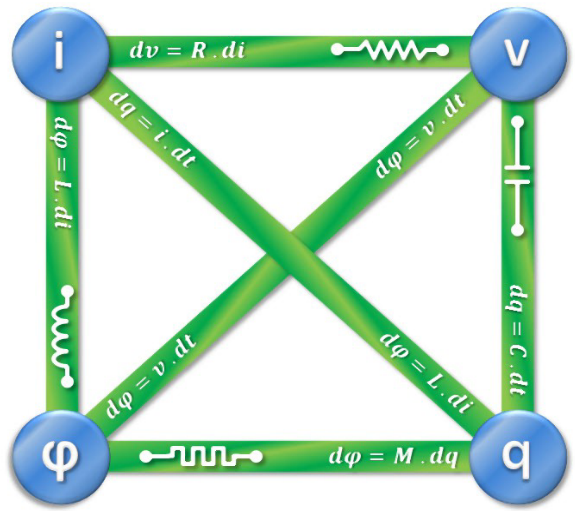 i
dv = R . di
v
dq = i . dt
dφ = v . dt
dφ = L . di
dq = C . dt
dφ = v . dt
dφ = L . di
φ
dφ = M . dq
q